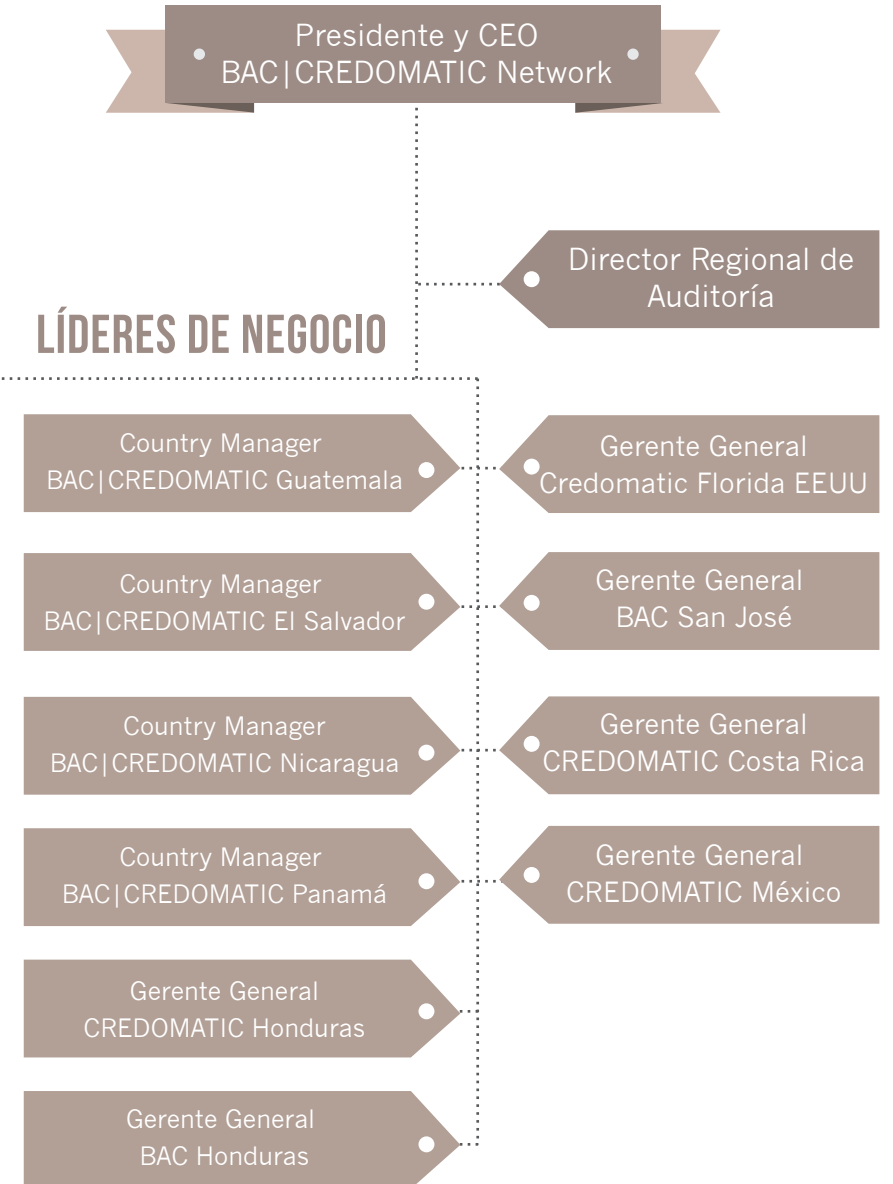 Presidente y CEO
BAC|CREDOMATIC Network
Director Regional de
Auditoría
LÍDERES DE NEGOCIO
Country Manager
BAC|CREDOMATIC Guatemala
Gerente General
Credomatic Florida EEUU
Country Manager
BAC|CREDOMATIC El Salvador
Gerente General
BAC San José
Country Manager
BAC|CREDOMATIC Nicaragua
Gerente General
CREDOMATIC Costa Rica
Country Manager
BAC|CREDOMATIC Panamá
Gerente General
CREDOMATIC México
Gerente General
CREDOMATIC Honduras
Gerente General
BAC Honduras